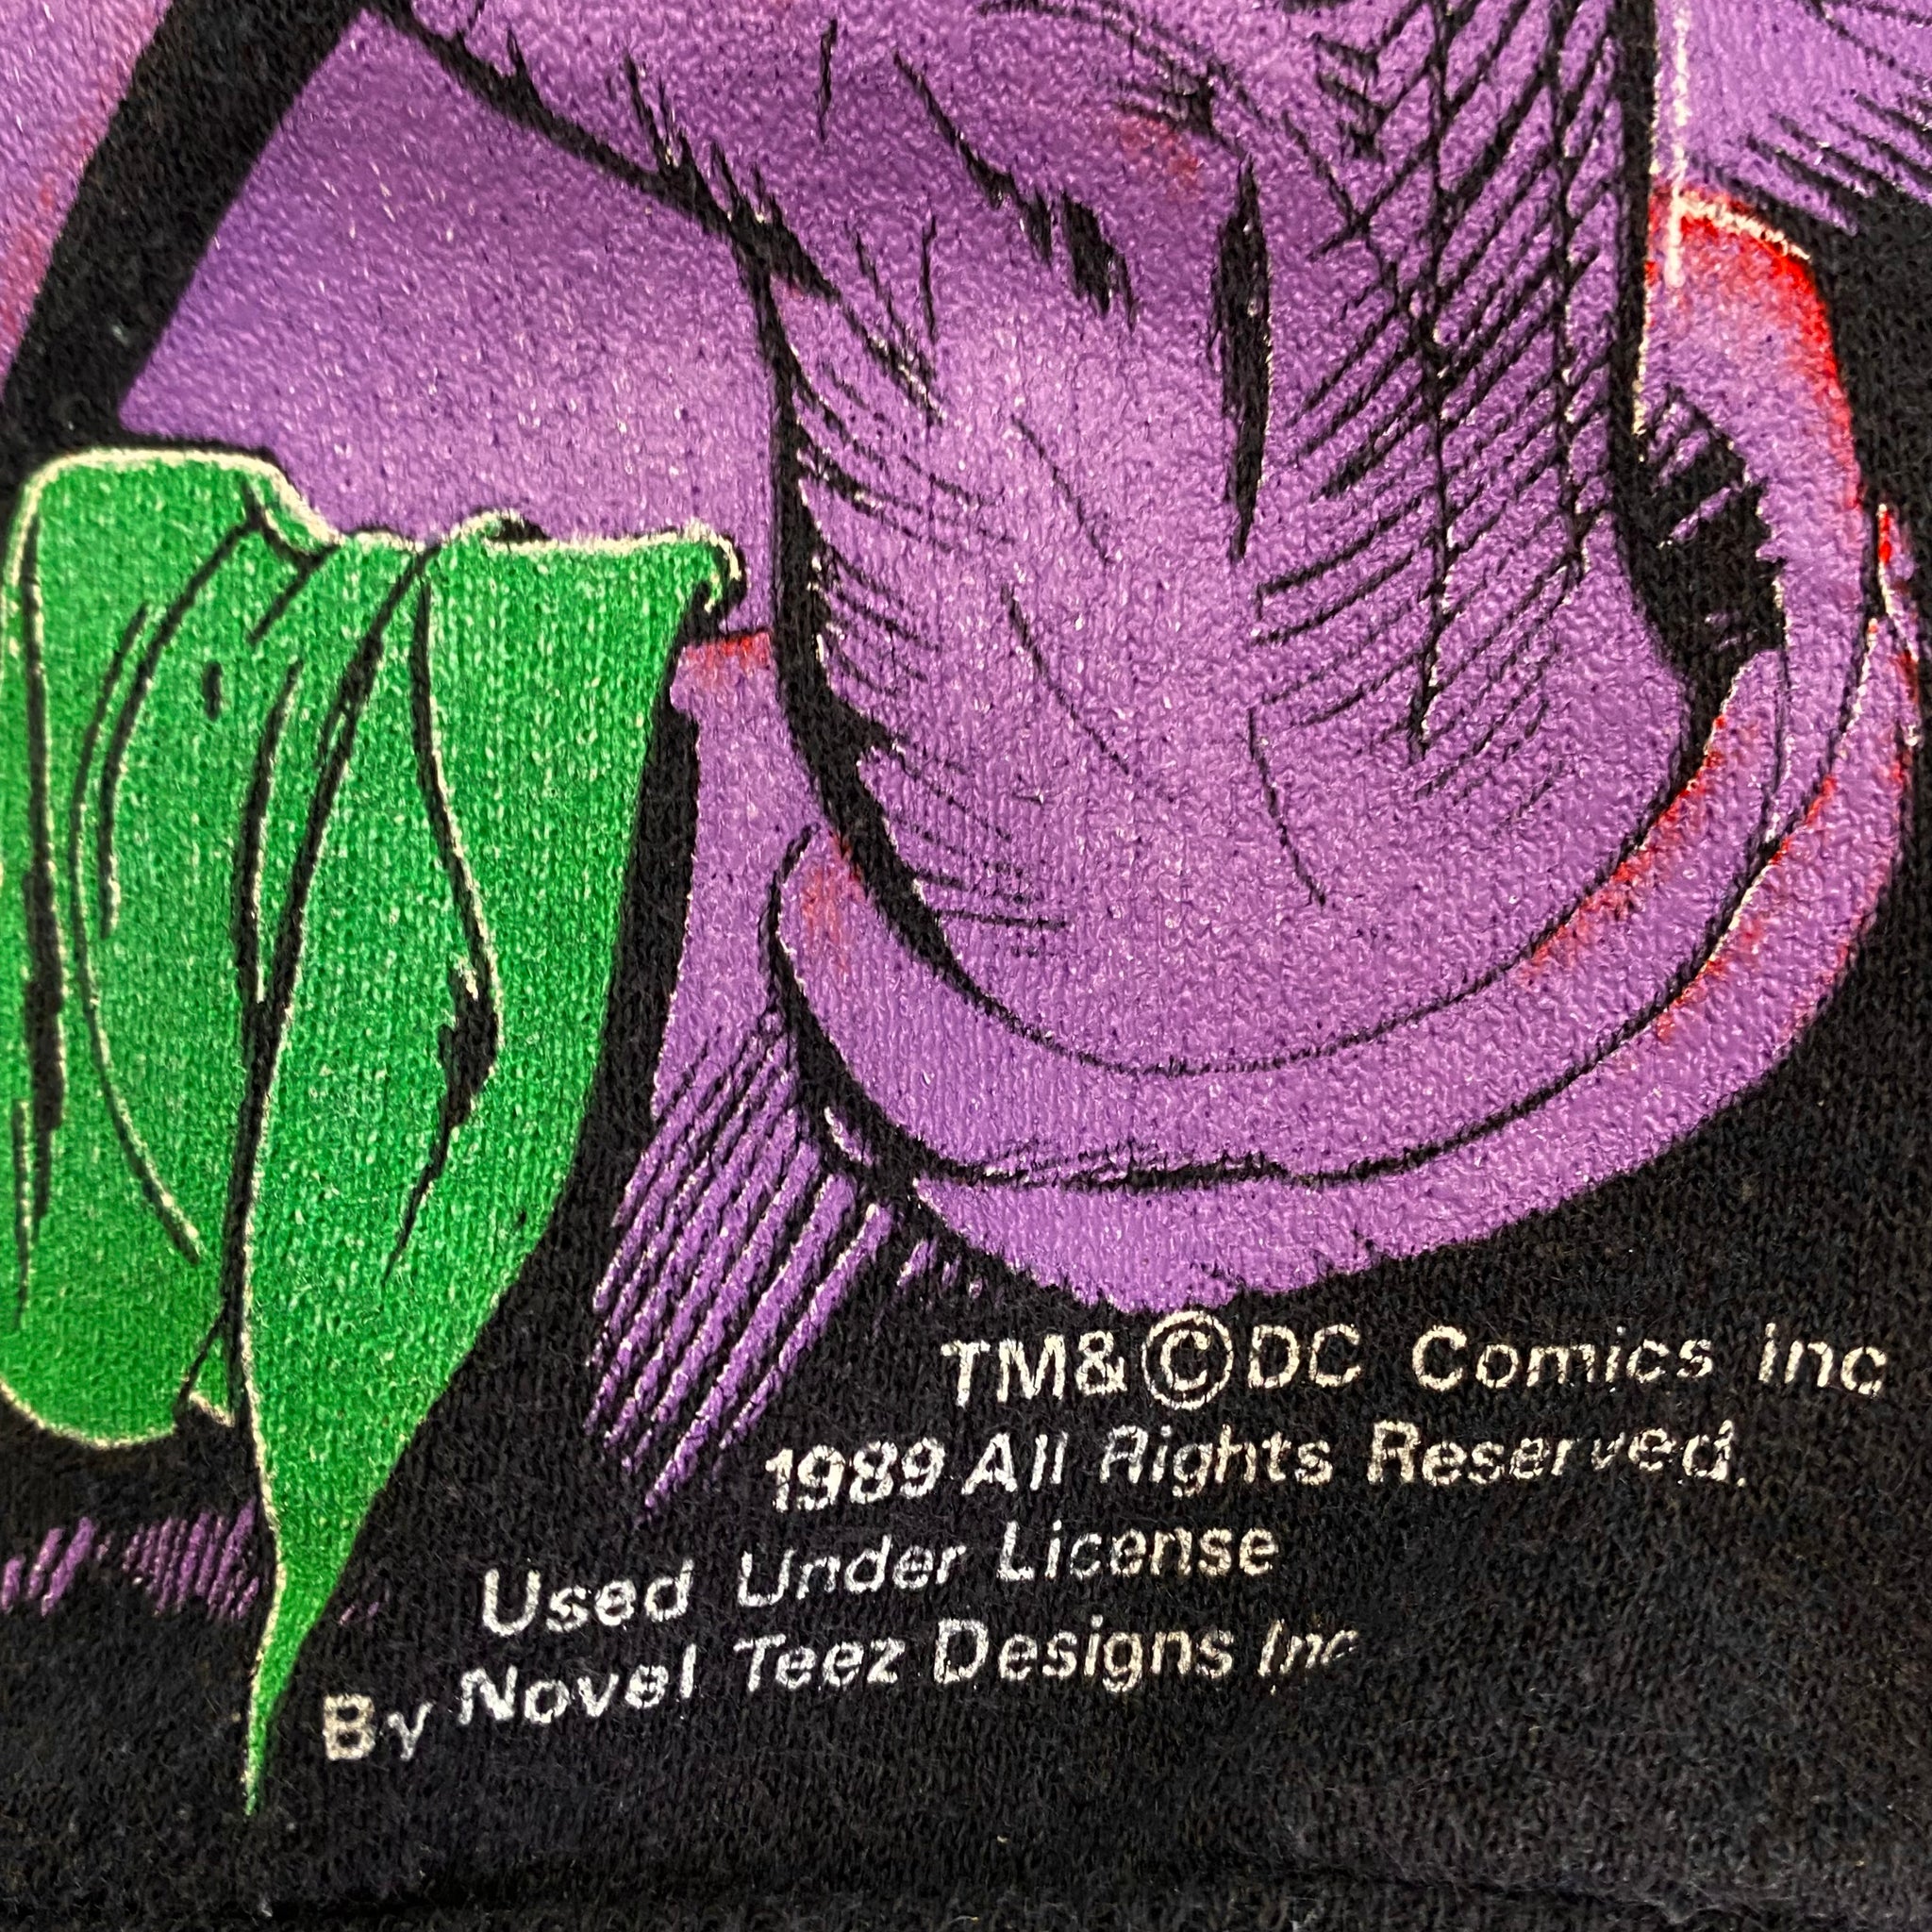 TM&©DC Comics Inc
1989 All Rights Reserved.
Used Under License
By Novel Teez Designs Inc